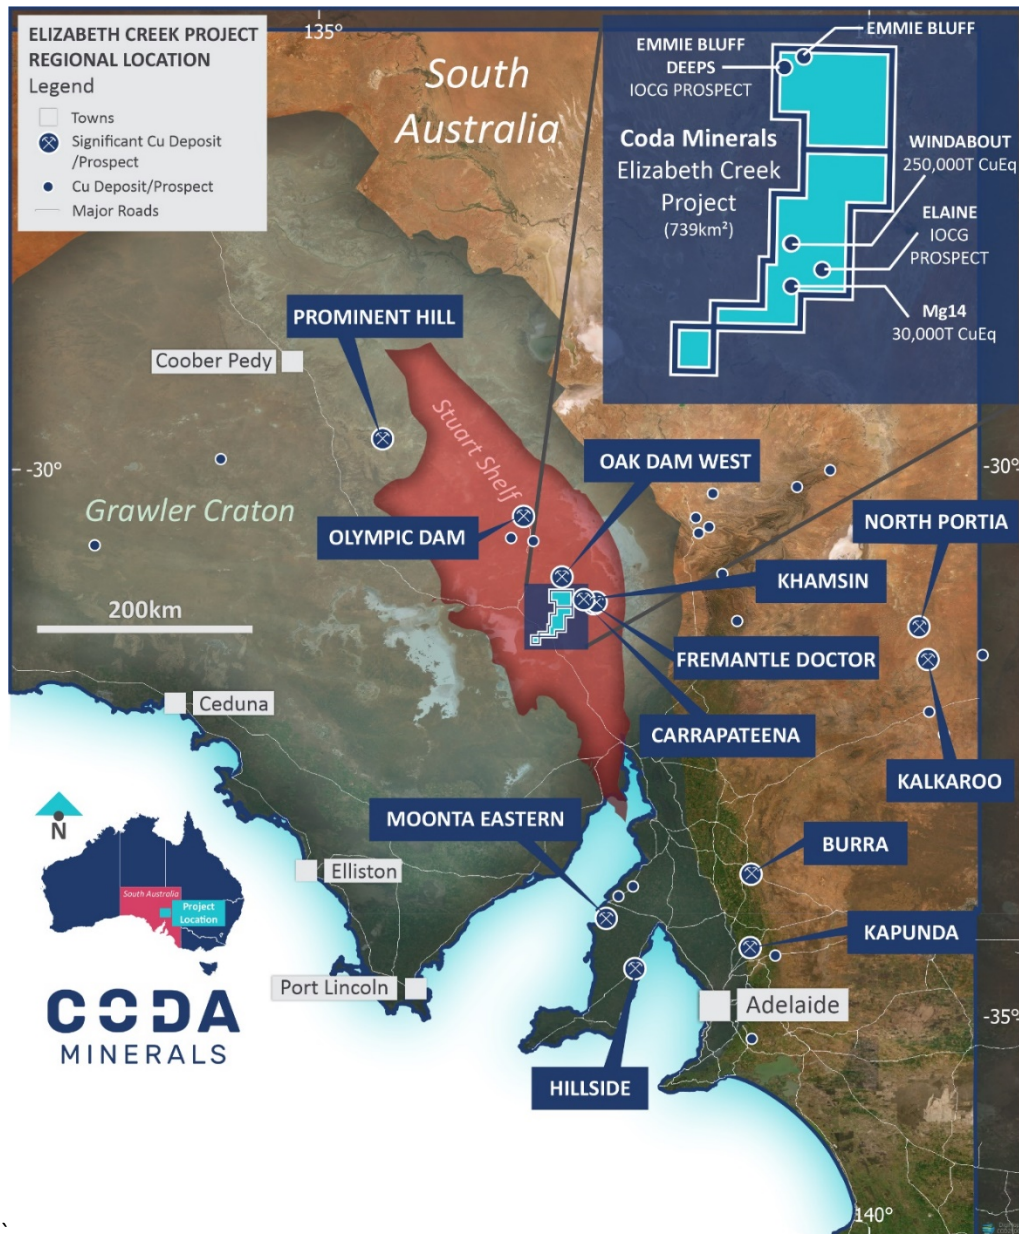 ELIZABETH CREEK PROJECT
REGIONAL LOCATION
Legend
Towns
Significant Cu Deposit
/Prospect
Cu Deposit/Prospect
Major Roads
135°
South
Australia
EMMIE BLUFF
EMMIE BLUFF
DEEPS
IOCG PROSPECT
Coda Minerals
Elizabeth Creek
Project
(739km²)
WINDABOUT
250,000T CuEq
ELAINE
IOCG
PROSPECT
Mg14
30,000T CuEq
PROMINENT HILL
Coober Pedy
Stuart Shelf
-30°
-30°
OAK DAM WEST
Grawler Craton
OLYMPIC DAM
NORTH PORTIA
KHAMSIN
200km
FREMANTLE DOCTOR
Ceduna
CARRAPATEENA
KALKAROO
MOONTA EASTERN
N
BURRA
Elliston
South Australia
Project
Location
KAPUNDA
Port Lincoln
Adelaide
-35°
CODA
MINERALS
HILLSIDE
140°
`